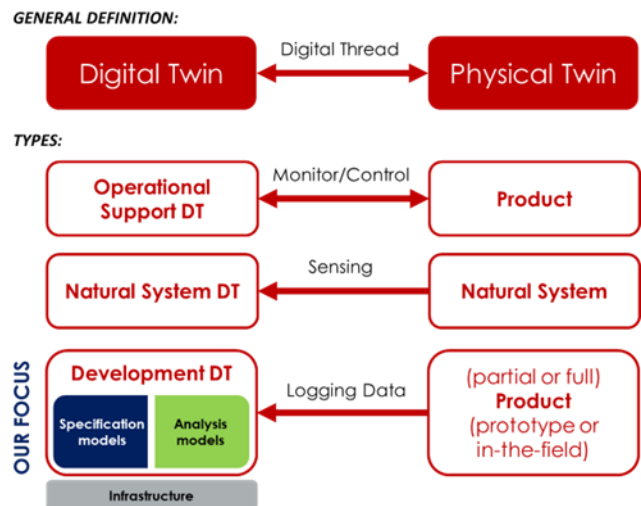 GENERAL DEFINITION:
Digital Twin
Digital Thread
Physical Twin
TYPES:
Operational
Support DT
Monitor/Control
Product
Natural System DT
Sensing
Natural System
OUR FOCUS
Development DT
Specification
models
Analysis
models
Infrastructure
Logging Data
(partial or full)
Product
(prototype or
in-the-field)